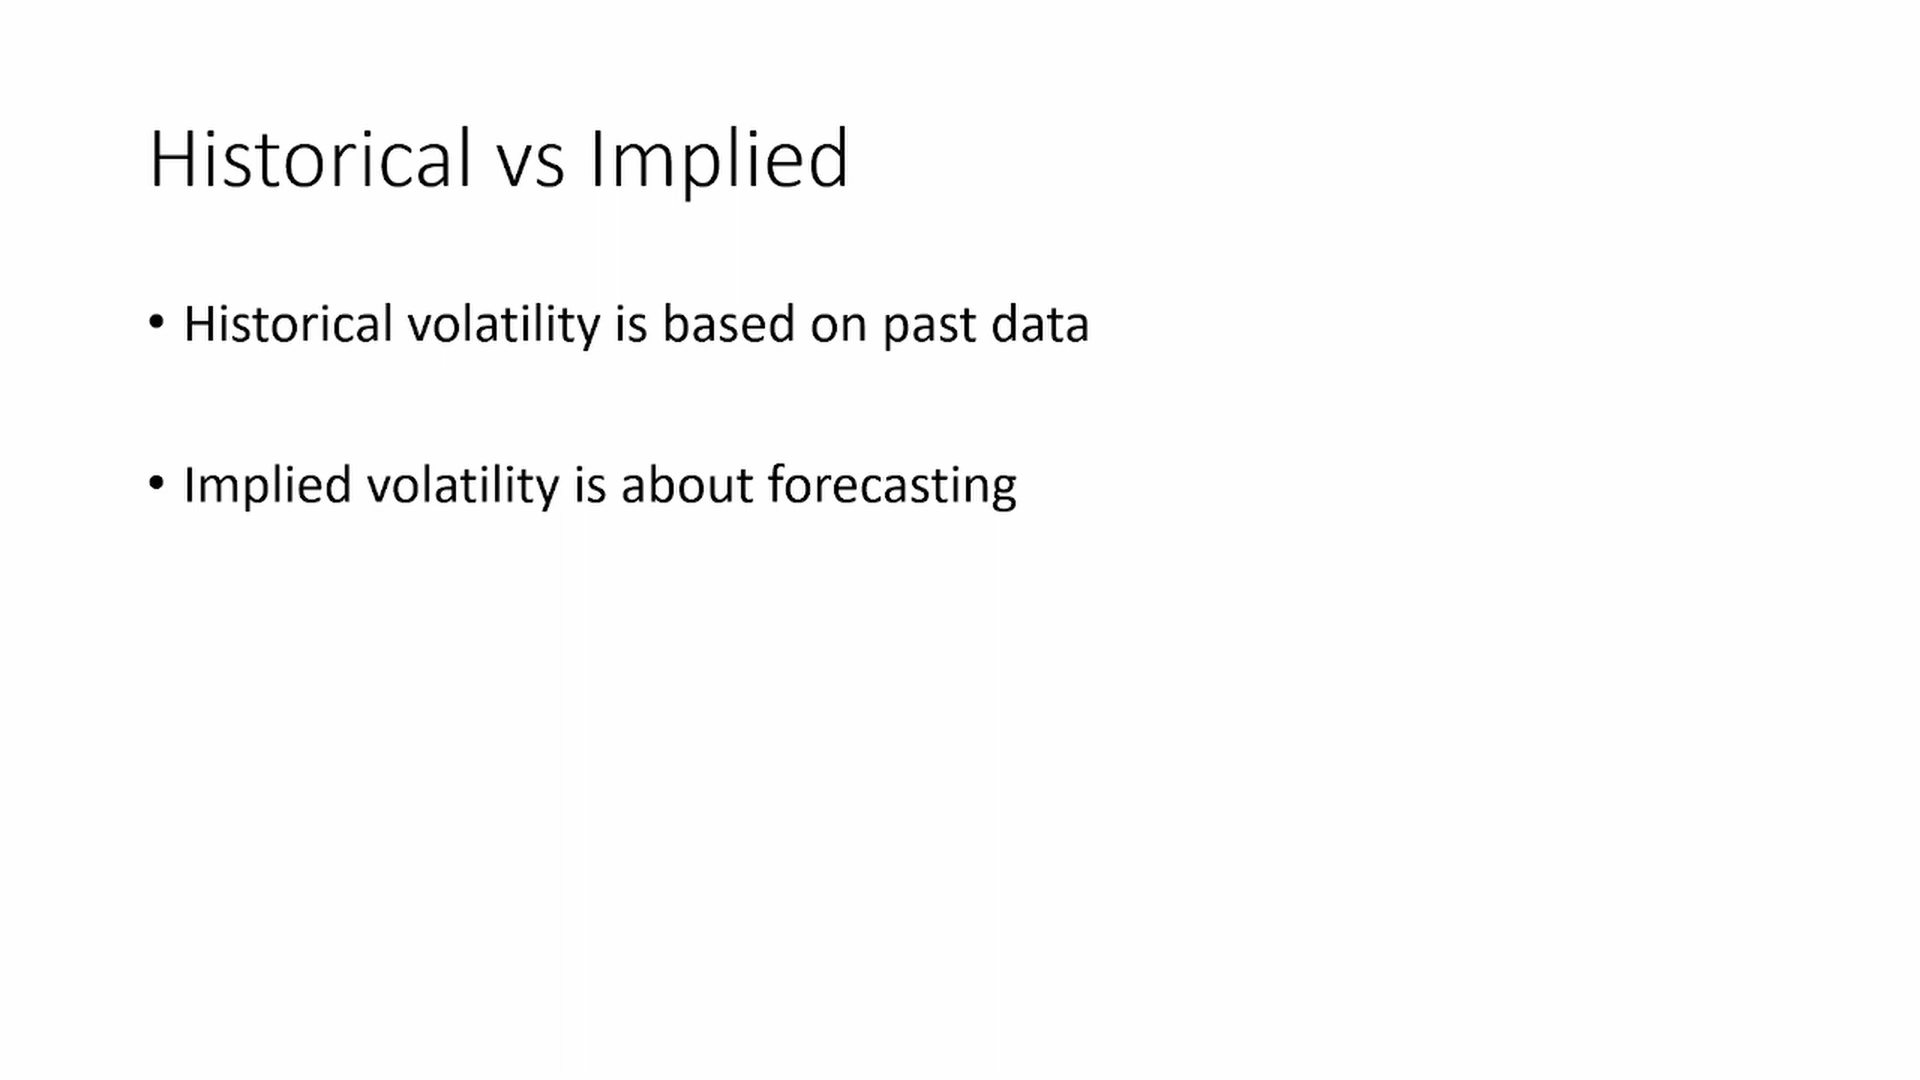 Historical vs Implied
• Historical volatility is based on past data
• Implied volatility is about forecasting